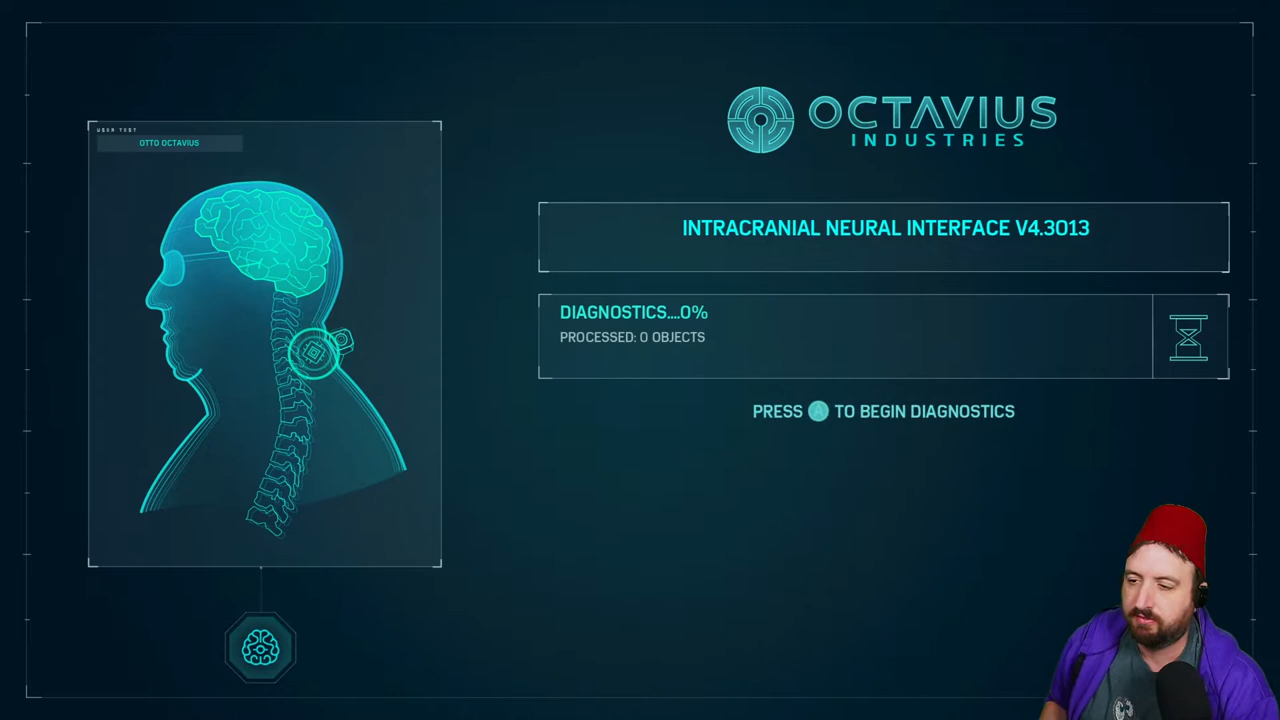 USER TEST
OTTO OCTAVIUS
OCTAVIUS
INDUSTRIES
INTRACRANIAL NEURAL INTERFACE V4.3013
DIAGNOSTICS....0%
PROCESSED: 0 OBJECTS
PRESS A TO BEGIN DIAGNOSTICS